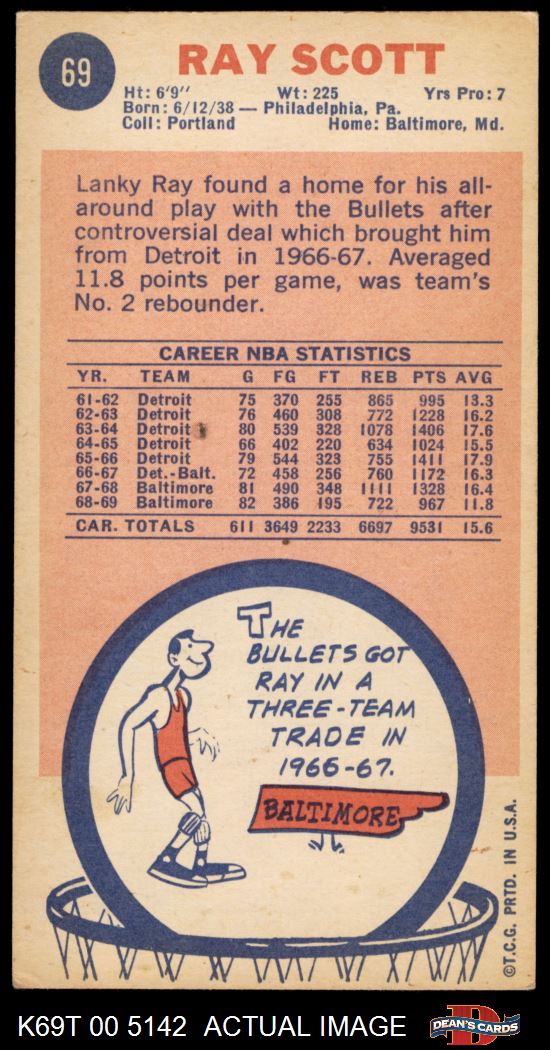 69
RAY SCOTT
Ht: 6'9" Wt: 225 Yrs Pro: 7
Born: 6/12/38 — Philadelphia, Pa.
Coll: Portland Home: Baltimore, Md.
Lanky Ray found a home for his all-
around play with the Bullets after
controversial deal which brought him
from Detroit in 1966-67. Averaged
11.8 points per game, was team's
No. 2 rebounder.
CAREER NBA STATISTICS
YR. TEAM G FG FT REB PTS AVG
61-62 Detroit 75 370 255 865 995 13.3
62-63 Detroit 76 460 308 772 1228 16.2
63-64 Detroit 80 539 328 1078 1406 17.6
64-65 Detroit 66 402 220 634 1024 15.5
65-66 Detroit 79 544 323 755 1411 17.9
66-67 Det.-Balt. 72 458 256 760 1172 16.3
67-68 Baltimore 81 490 348 1111 1328 16.4
68-69 Baltimore 82 386 195 722 967 11.8
CAR. TOTALS 611 3649 2233 6697 9531 15.6
THE
BULLETS GOT
RAY IN A
THREE-TEAM
TRADE IN
1966-67.
BALTIMORE
©T.C.G. PRTD. IN U.S.A.
K69T 00 5142 ACTUAL IMAGE
D
DEAN'S CARDS